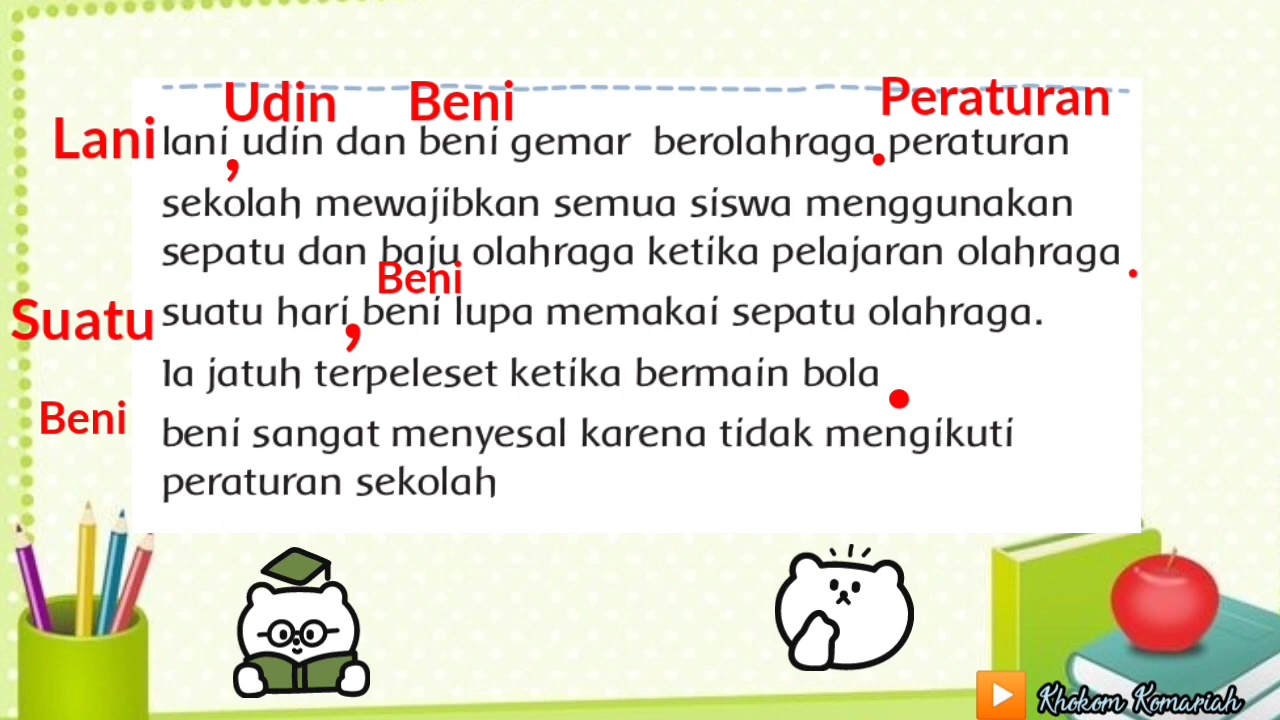 Udin Beni Peraturan
Lani lani , udin dan beni gemar berolahraga . peraturan
sekolah mewajibkan semua siswa menggunakan
sepatu dan baju olahraga ketika pelajaran olahraga .
Beni
Suatu suatu hari , beni lupa memakai sepatu olahraga.
Ia jatuh terpeleset ketika bermain bola .
Beni beni sangat menyesal karena tidak mengikuti
peraturan sekolah
Khokom Komariah